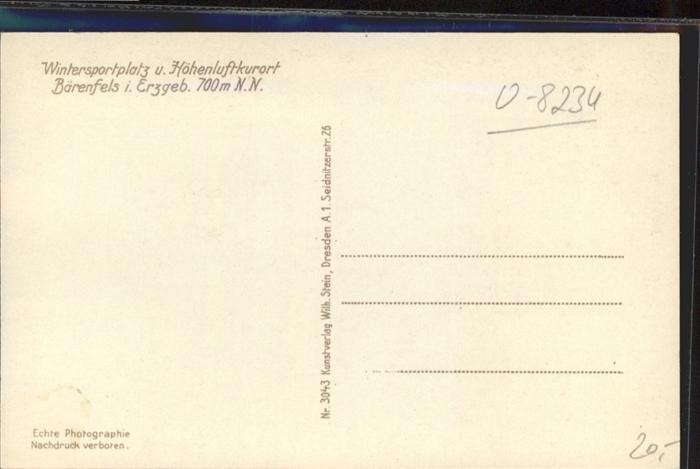 Wintersportplatz u. Höhenluftkurort
Bärenfels i. Erzgeb. 700m N.N.
O-8234
Nr. 3043 Kunstverlag Wilh. Stein, Dresden A.1. Seidnitzerstr. 26
Echte Photographie
Nachdruck verboten.
20,-